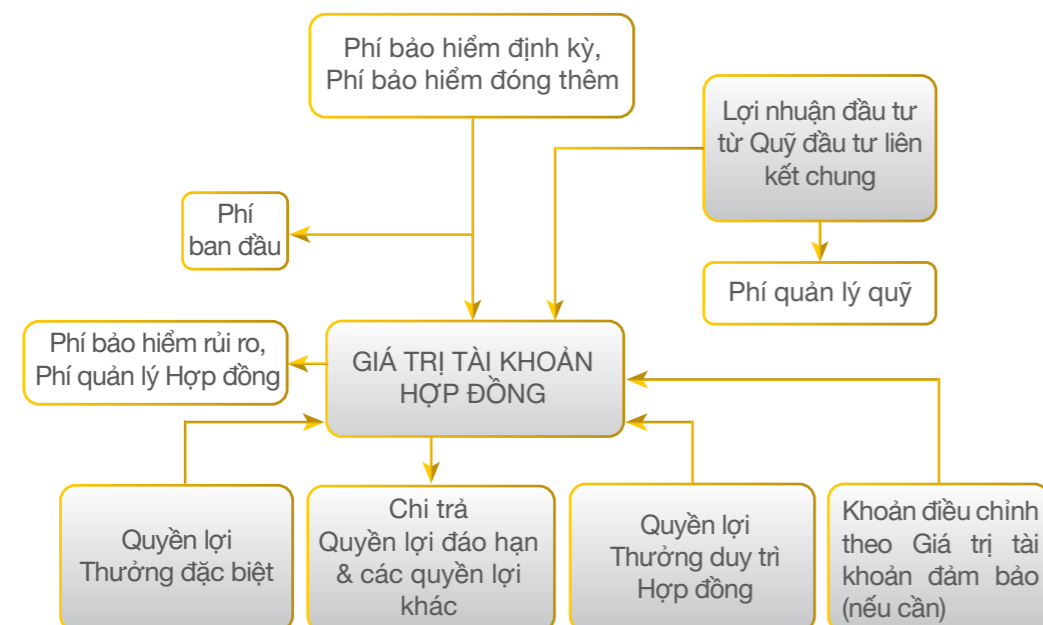 Phí bảo hiểm định kỳ,
Phí bảo hiểm đóng thêm
Lợi nhuận đầu tư
từ Quỹ đầu tư liên
kết chung
Phí
ban đầu
Phí quản lý quỹ
Phí bảo hiểm rủi ro,
Phí quản lý Hợp đồng
GIÁ TRỊ TÀI KHOẢN
HỢP ĐỒNG
Quyền lợi
Thưởng đặc biệt
Chi trả
Quyền lợi đáo hạn
& các quyền lợi
khác
Quyền lợi
Thưởng duy trì
Hợp đồng
Khoản điều chỉnh
theo Giá trị tài
khoản đảm bảo
(nếu cần)